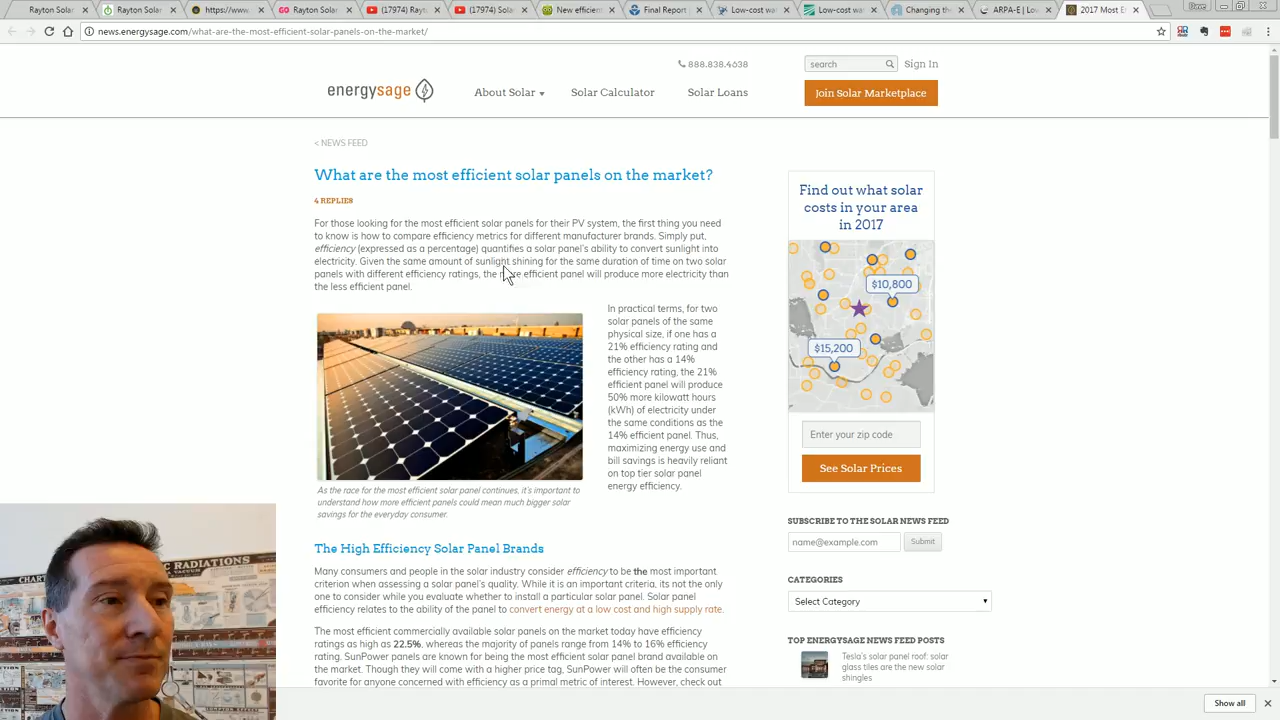 Rayton Solar
Rayton Solar
https://www.
Rayton Solar
(17974) Rayt
(17974) Sola
New efficien
Final Report
Low-cost wa
Low-cost wa
Changing the
ARPA-E | Lov
2017 Most E
news.energysage.com/what-are-the-most-efficient-solar-panels-on-the-market/
888.838.4638
search
Sign In
energysage
About Solar
Solar Calculator
Solar Loans
Join Solar Marketplace
< NEWS FEED
What are the most efficient solar panels on the market?
4 REPLIES
For those looking for the most efficient solar panels for their PV system, the first thing you need
to know is how to compare efficiency metrics for different manufacturer brands. Simply put,
efficiency (expressed as a percentage) quantifies a solar panel's ability to convert sunlight into
electricity. Given the same amount of sunlight shining for the same duration of time on two solar
panels with different efficiency ratings, the more efficient panel will produce more electricity than
the less efficient panel.
In practical terms, for two
solar panels of the same
physical size, if one has a
21% efficiency rating and
the other has a 14%
efficiency rating, the 21%
efficient panel will produce
50% more kilowatt hours
(kWh) of electricity under
the same conditions as the
14% efficient panel. Thus,
maximizing energy use and
bill savings is heavily reliant
on top tier solar panel
energy efficiency.
As the race for the most efficient solar panel continues, it's important to
understand how more efficient panels could mean much bigger solar
savings for the everyday consumer.
The High Efficiency Solar Panel Brands
Many consumers and people in the solar industry consider efficiency to be the most important
criterion when assessing a solar panel's quality. While it is an important criteria, its not the only
one to consider while you evaluate whether to install a particular solar panel. Solar panel
efficiency relates to the ability of the panel to convert energy at a low cost and high supply rate.
The most efficient commercially available solar panels on the market today have efficiency
ratings as high as 22.5%, whereas the majority of panels range from 14% to 16% efficiency
rating. SunPower panels are known for being the most efficient solar panel brand available on
the market. Though they will come with a higher price tag, SunPower will often be the consumer
favorite for anyone concerned with efficiency as a primal metric of interest. However, check out
Find out what solar
costs in your area
in 2017
$10,800
$15,200
Enter your zip code
See Solar Prices
SUBSCRIBE TO THE SOLAR NEWS FEED
name@example.com
Submit
CATEGORIES
Select Category
TOP ENERGYSAGE NEWS FEED POSTS
Tesla's solar panel roof: solar
glass tiles are the new solar
shingles
RADIATIONS
Show all